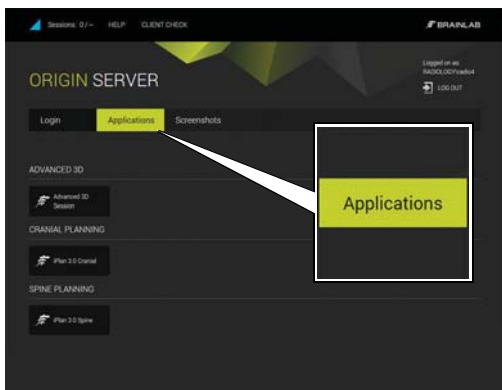 Sessions: 0 / ~ HELP CLIENT CHECK BRAINLAB
Logged on as:
ORIGIN SERVER
LOG OUT
Login Applications Screenshots
Applications
ADVANCED 3D
Advanced 3D
Session
CRANIAL PLANNING
iPlan 3.0 Cranial
SPINE PLANNING
iPlan 3.0 Spine